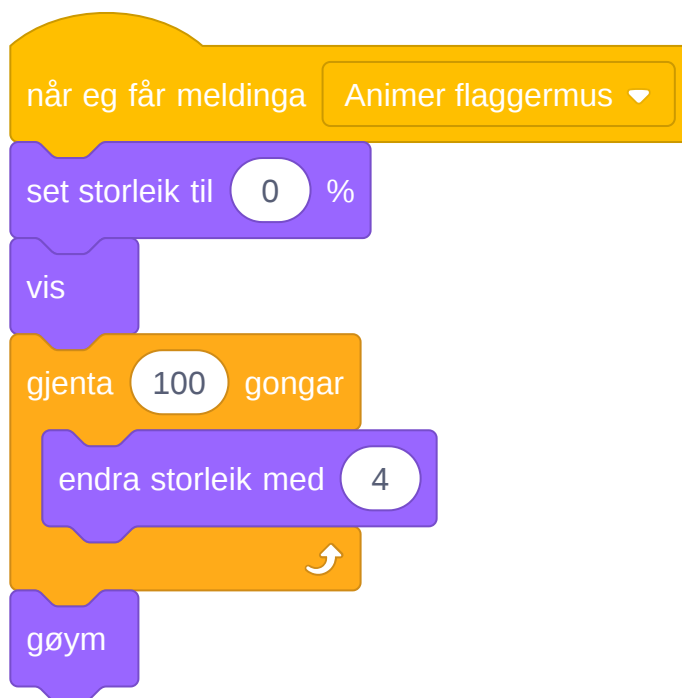 når eg får meldinga Animer flaggermus
set storleik til 0 %
vis
gjenta 100 gongar
endra storleik med 4
gøym